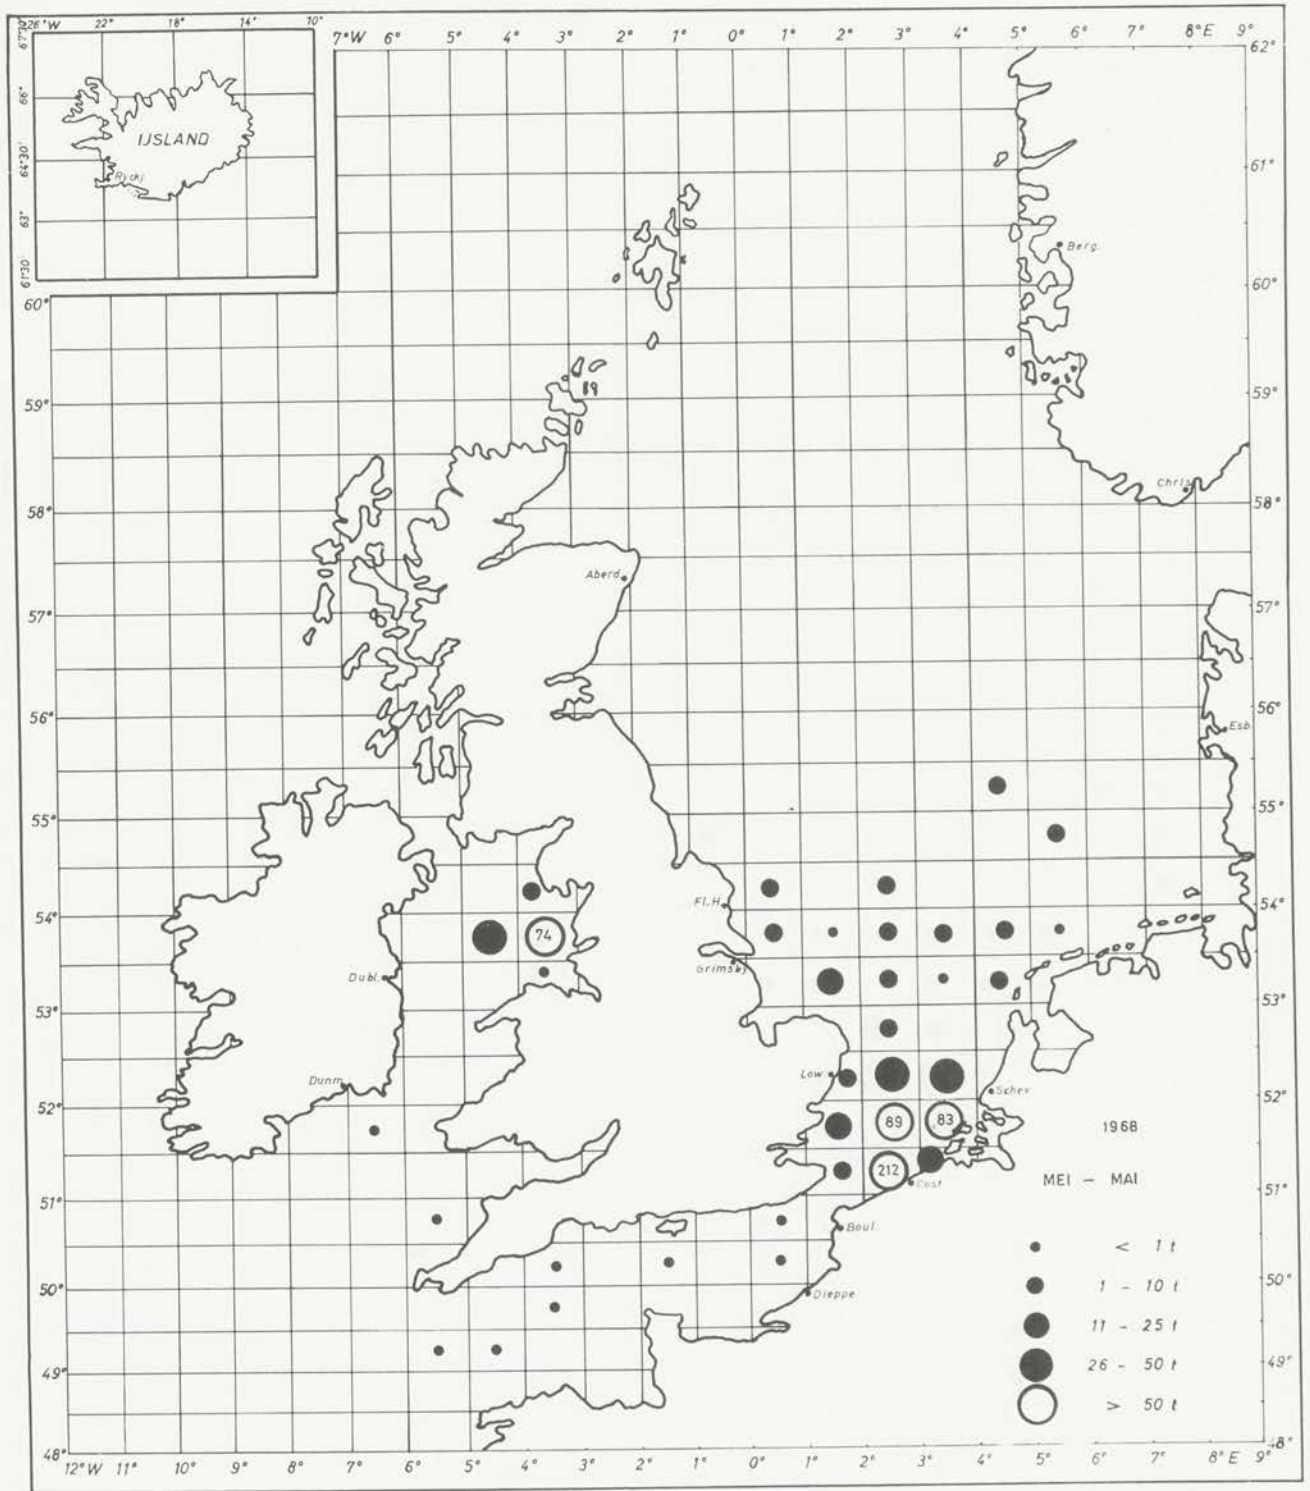 26°W 22° 18° 14° 10°
67°30'
66°
64°30'
63°
61°30'
IJSLAND
Ryckj
7°W 6° 5° 4° 3° 2° 1° 0° 1° 2° 3° 4° 5° 6° 7° 8°E 9°
62°
61°
60° 60°
59° 59°
58° 58°
57° 57°
56° 56°
55° 55°
54° 54°
53° 53°
52° 52°
51° 51°
50° 50°
49° 49°
48° 48°
Berg.
Chris
Aberd.
Esb
Fl.H.
74
Dubl.
Grimsby
Dunm
Low.
Schev
89
83
212
Oost
Boul.
Dieppe
1968
MEI – MAI
< 1 t
1 - 10 t
11 - 25 t
26 - 50 t
> 50 t
12°W 11° 10° 9° 8° 7° 6° 5° 4° 3° 2° 1° 0° 1° 2° 3° 4° 5° 6° 7° 8°E 9°